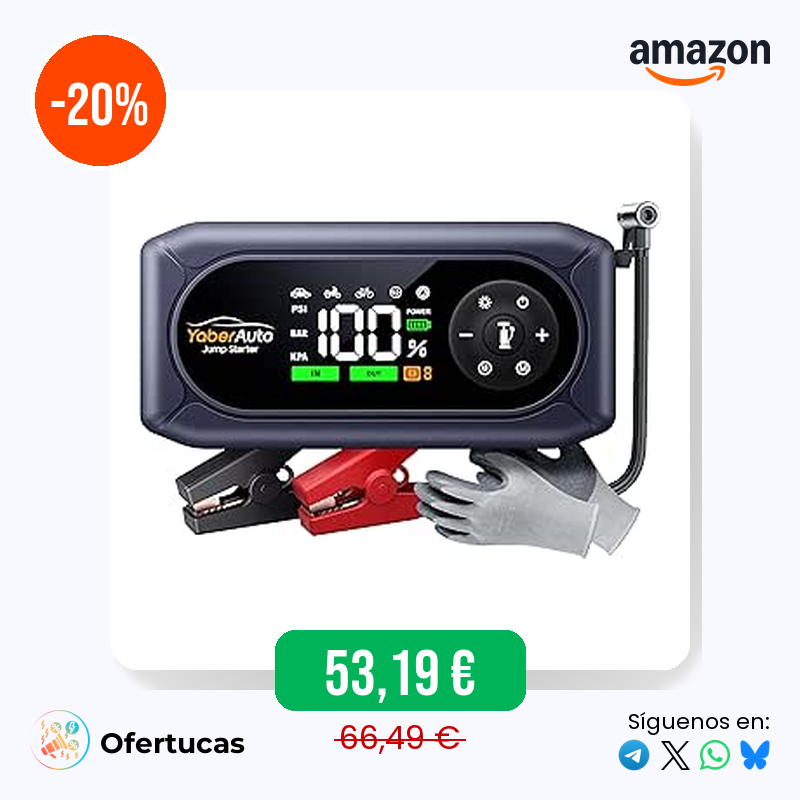 amazon
-20%
YaberAuto
Jump Starter
PSI
BAR
KPA
100
%
POWER
IN
OUT
8
53,19 €
66,49 €
Ofertucas
Síguenos en: